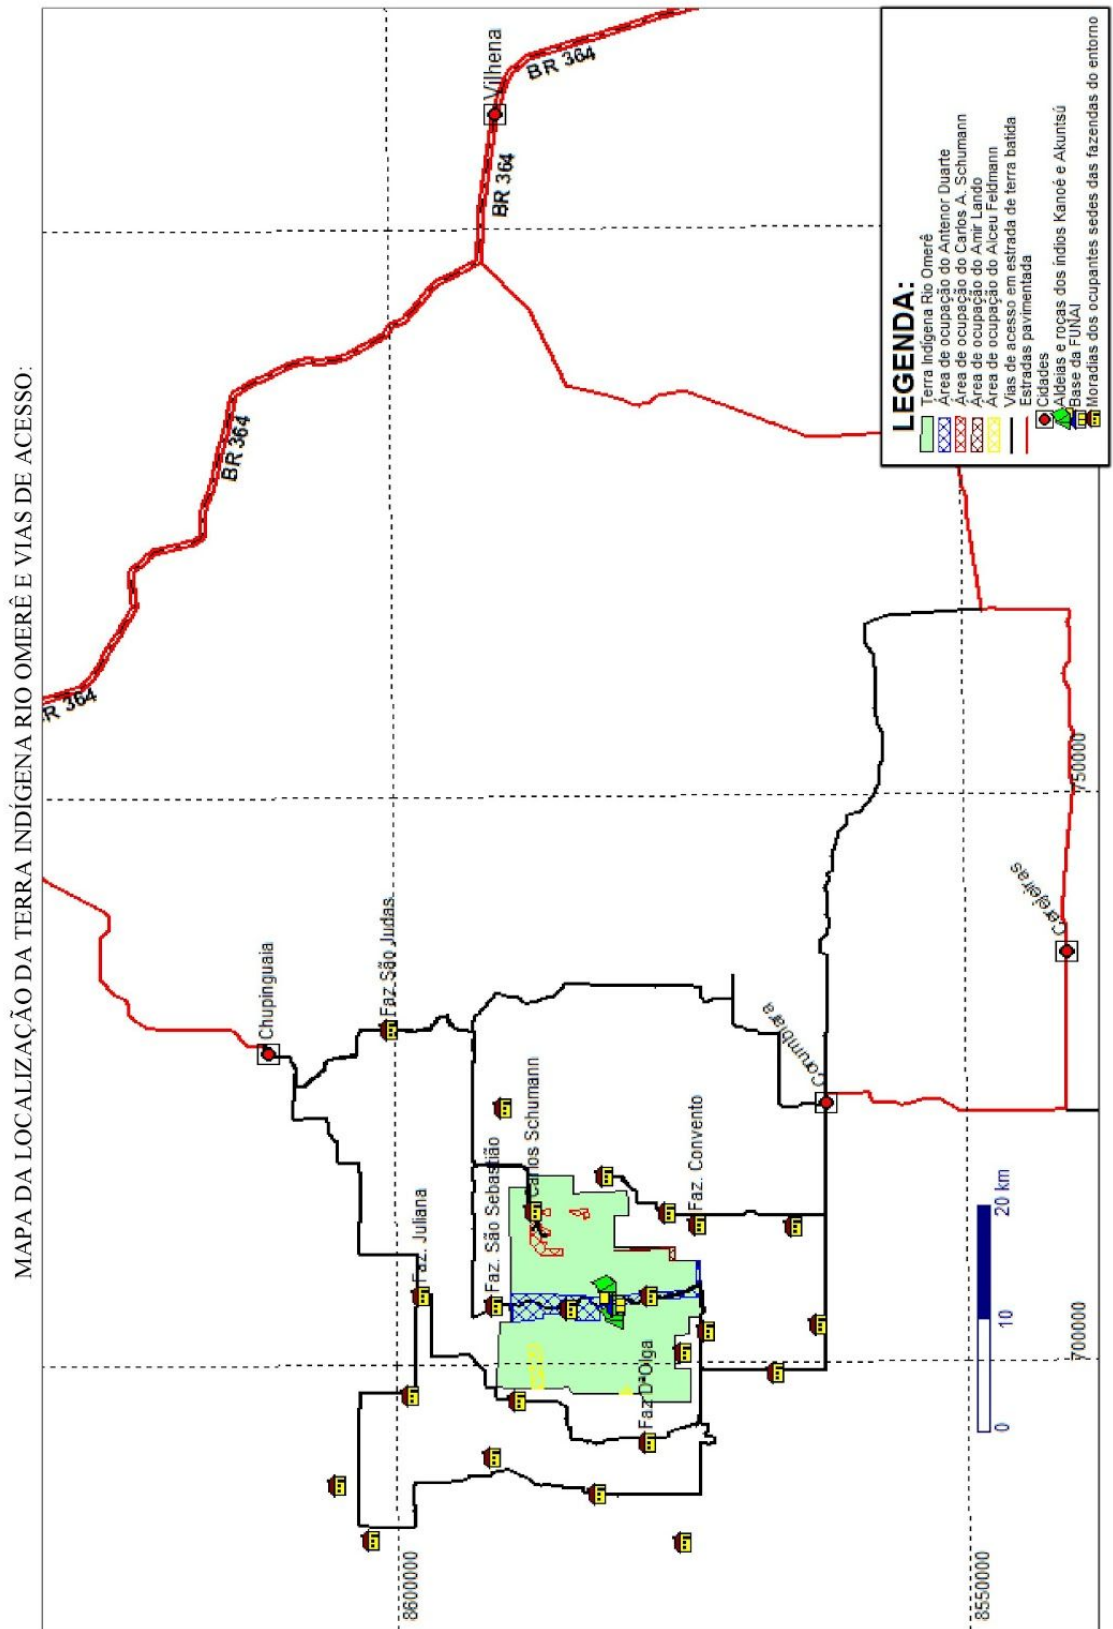 MAPA DA LOCALIZAÇÃO DA TERRA INDÍGENA RIO OMERÊ E VIAS DE ACESSO:
BR 364
BR 364
BR 364
Vilhena
BR 364
Chupinguaia
Faz São Judas
Faz. Juliana
Faz. São Sebastião
Carlos Schumann
Faz. Convento
Faz DªOlga
Corumbiara
Cerejeiras
8600000
8550000
700000
750000
0
10
20 km
LEGENDA:
Terra Indígena Rio Omerê
Área de ocupação do Antenor Duarte
Área de ocupação do Carlos A. Schumann
Área de ocupação do Amir Lando
Área de ocupação do Alceu Feldmann
Vias de acesso em estrada de terra batida
Estradas pavimentada
Cidades
Aldeias e roças dos índios Kanoê e Akuntsú
Base da FUNAI
Moradias dos ocupantes sedes das fazendas do entorno